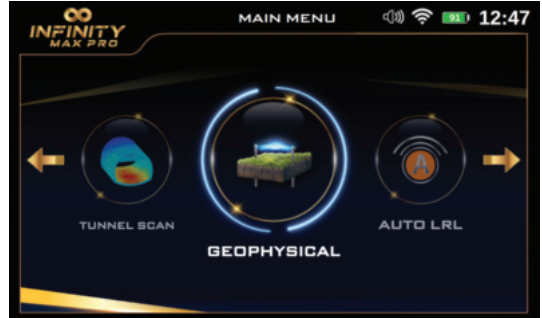 INFINITY
MAX PRO
MAIN MENU
91
12:47
TUNNEL SCAN
GEOPHYSICAL
A
AUTO LRL